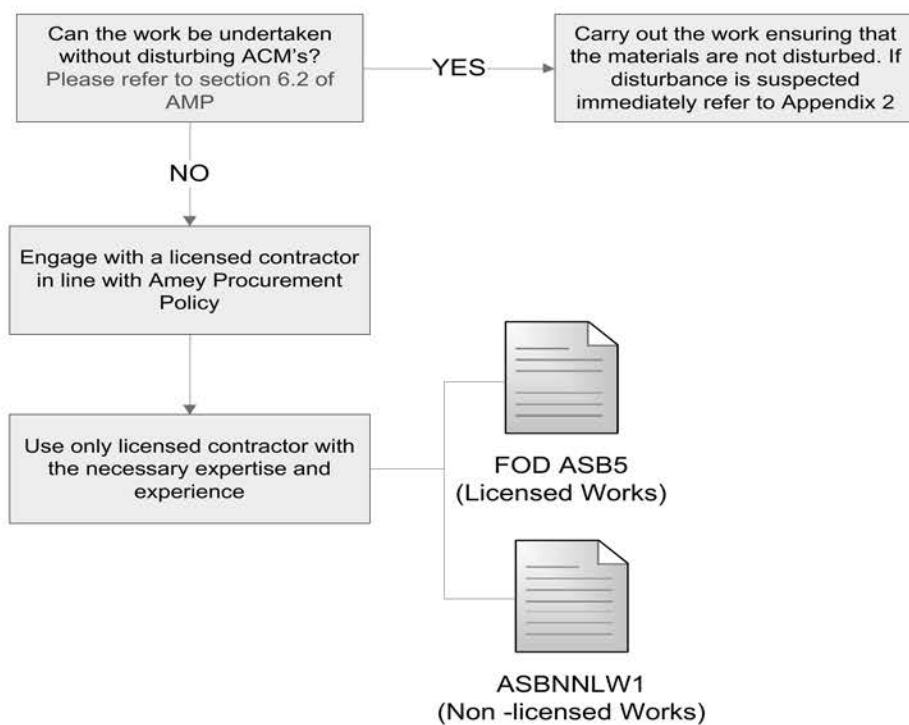 Can the work be undertaken
without disturbing ACM's?
Please refer to section 6.2 of
AMP
YES
Carry out the work ensuring that
the materials are not disturbed. If
disturbance is suspected
immediately refer to Appendix 2
NO
Engage with a licensed contractor
in line with Amey Procurement
Policy
Use only licensed contractor with
the necessary expertise and
experience
FOD ASB5
(Licensed Works)
ASBNNLW1
(Non -licensed Works)